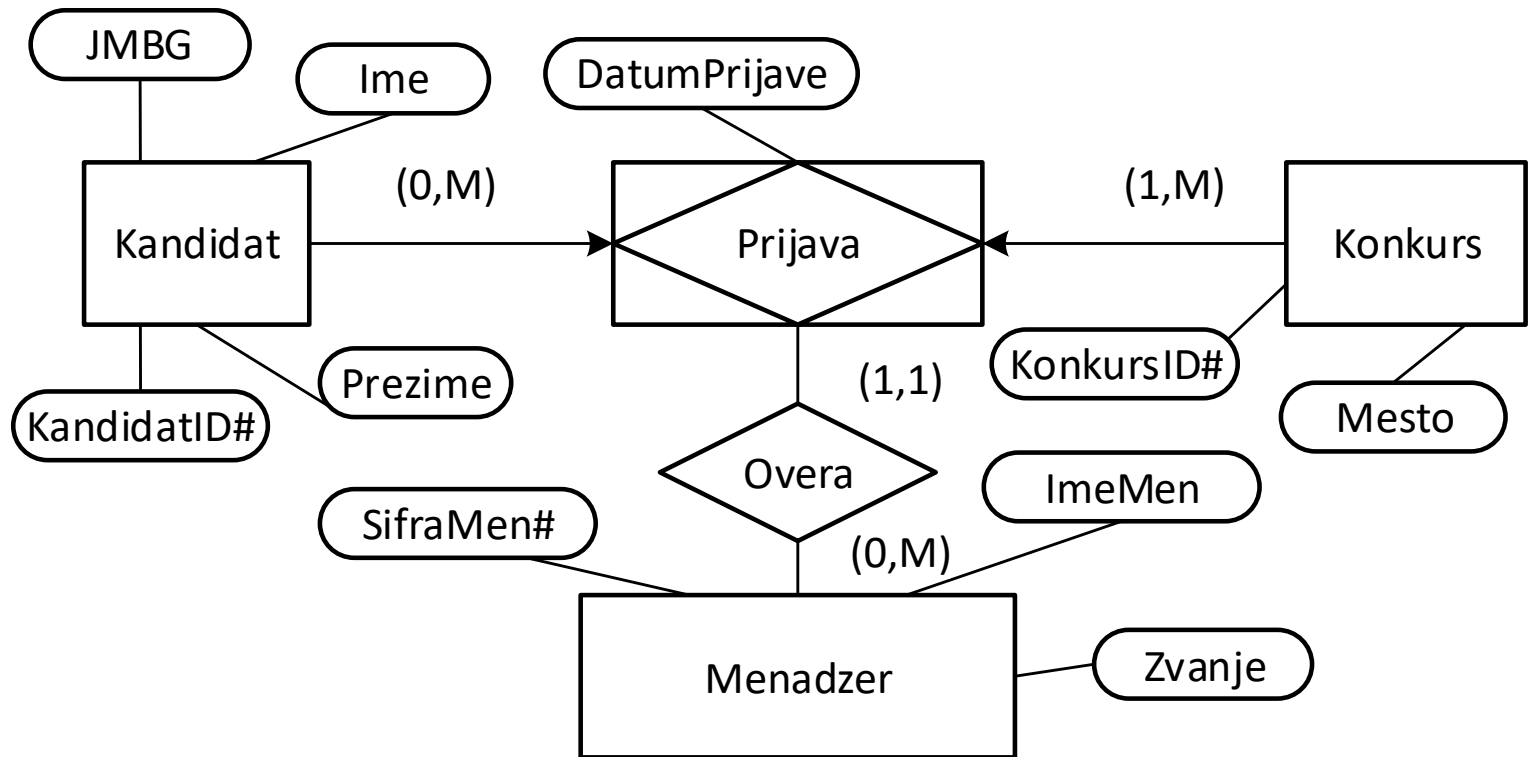 JMBG
Ime
DatumPrijave
(0,M)
(1,M)
Kandidat
Prijava
Konkurs
KandidatID#
Prezime
(1,1)
KonkursID#
Mesto
Overa
SifraMen#
ImeMen
(0,M)
Menadzer
Zvanje